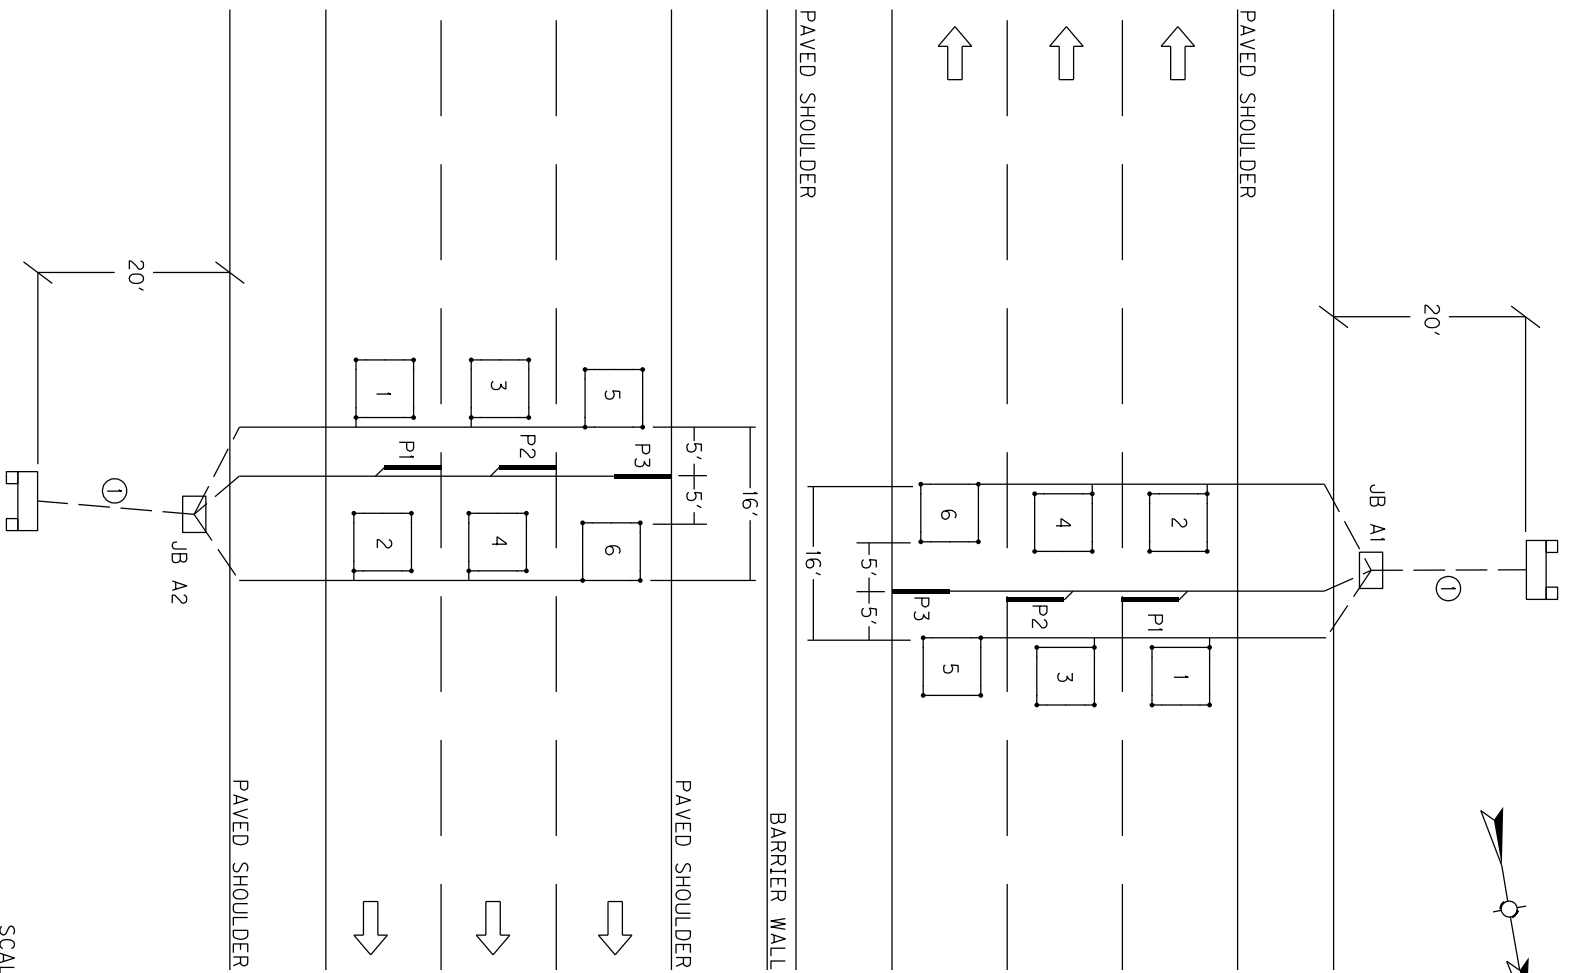 PAVED SHOULDER
PAVED SHOULDER
20'
20'
1
3
5
P1
P2
P3
5'
5'
16'
2
4
6
1
JB A2
JB A1
6
4
2
16'
5'
5'
P3
P2
P1
5
3
1
1
PAVED SHOULDER
PAVED SHOULDER
BARRIER WALL